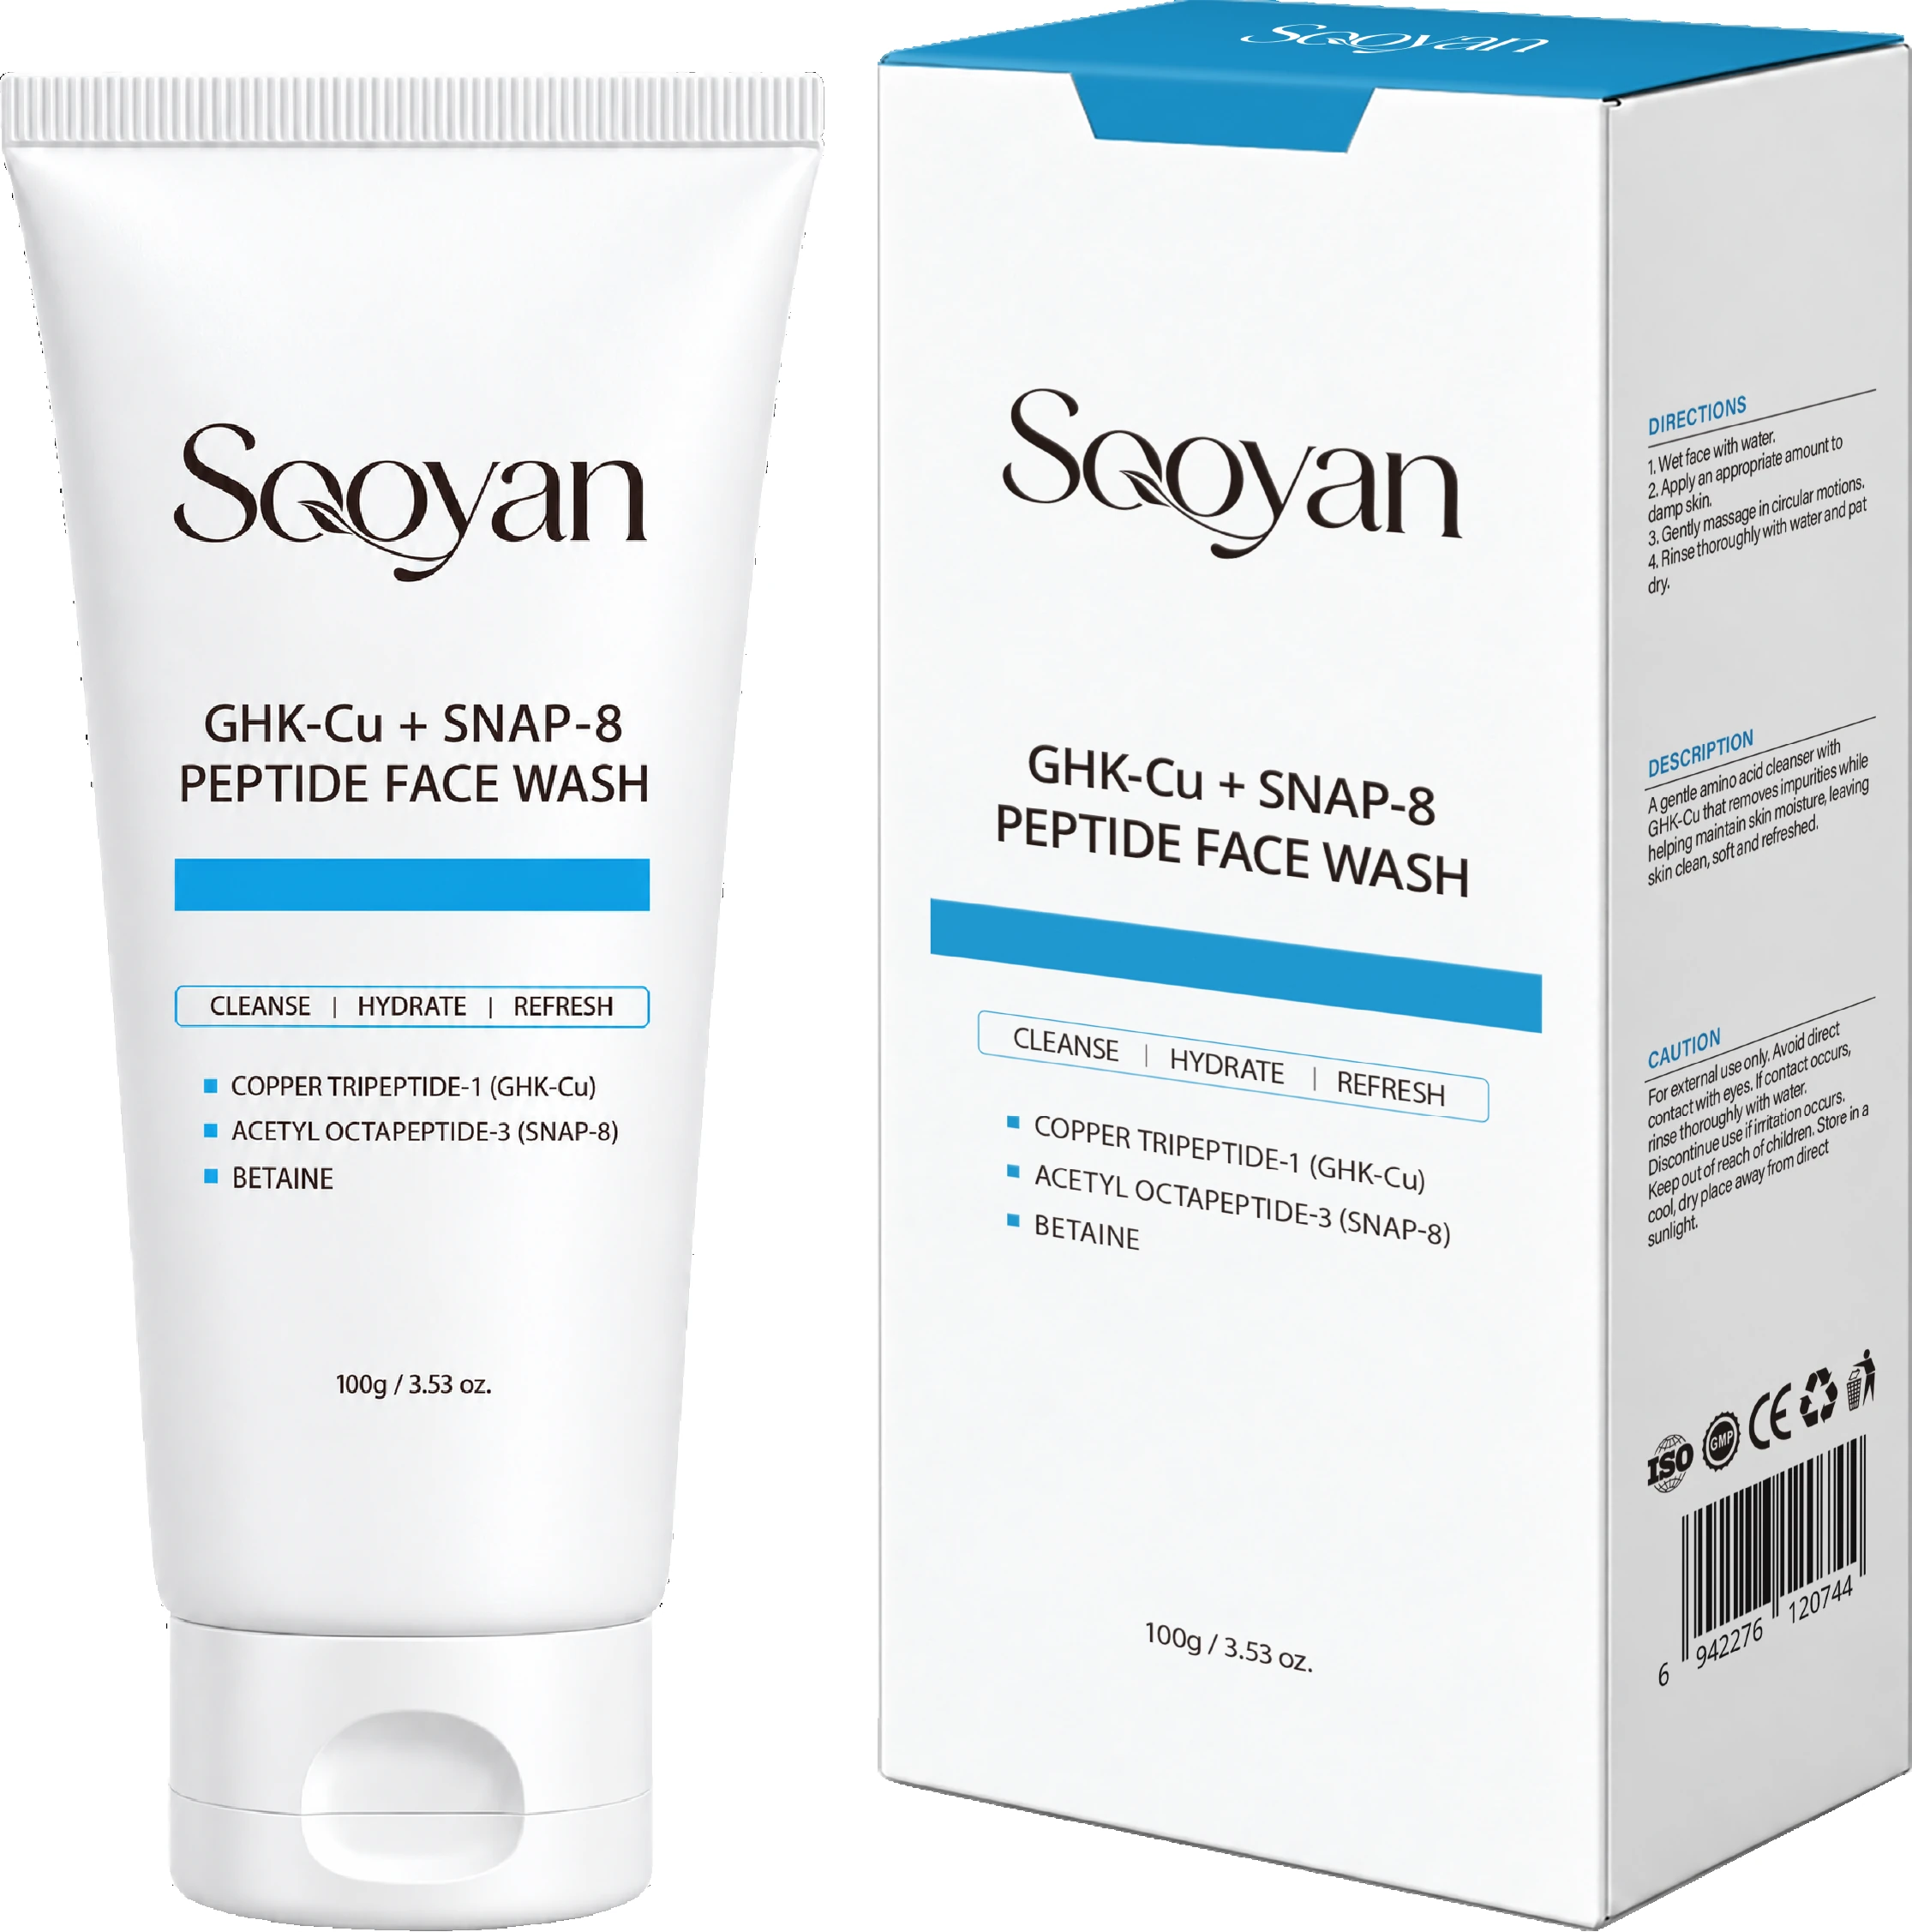 Sqoyan
GHK-Cu + SNAP-8
PEPTIDE FACE WASH
CLEANSE | HYDRATE | REFRESH
COPPER TRIPEPTIDE-1 (GHK-Cu)
ACETYL OCTAPEPTIDE-3 (SNAP-8)
BETAINE
100g / 3.53 oz.
Sqoyan
Sqoyan
GHK-Cu + SNAP-8
PEPTIDE FACE WASH
CLEANSE | HYDRATE | REFRESH
COPPER TRIPEPTIDE-1 (GHK-Cu)
ACETYL OCTAPEPTIDE-3 (SNAP-8)
BETAINE
100g / 3.53 oz.
DIRECTIONS
1. Wet face with water.
2. Apply an appropriate amount to
damp skin.
3. Gently massage in circular motions.
4. Rinse thoroughly with water and pat
dry.
DESCRIPTION
A gentle amino acid cleanser with
GHK-Cu that removes impurities while
helping maintain skin moisture, leaving
skin clean, soft and refreshed.
CAUTION
For external use only. Avoid direct
contact with eyes. If contact occurs,
rinse thoroughly with water.
Discontinue use if irritation occurs.
Keep out of reach of children. Store in a
cool, dry place away from direct
sunlight.
ISO GMP CE
6 942276 120744